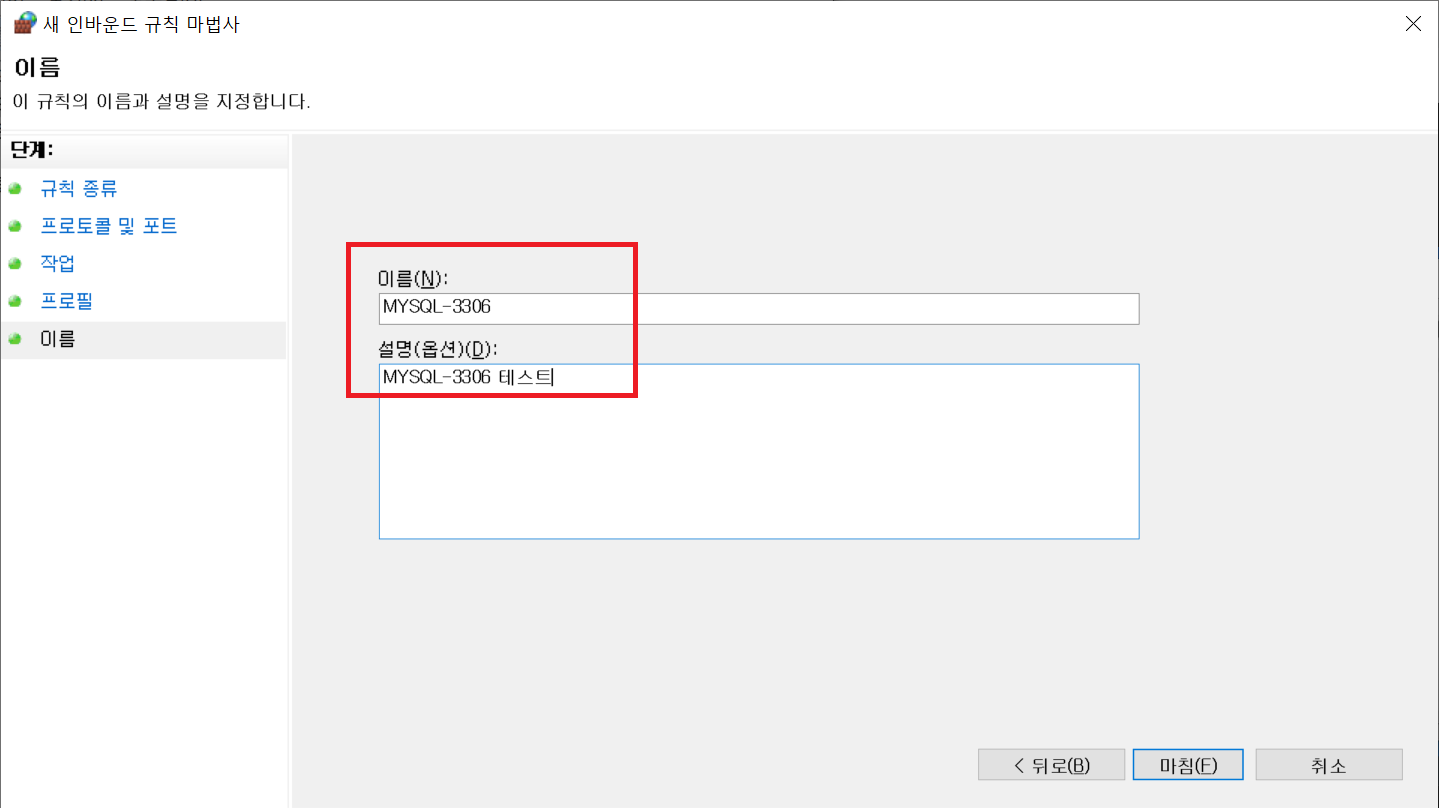 새 인바운드 규칙 마법사
이름
이 규칙의 이름과 설명을 지정합니다.
단계:
규칙 종류
프로토콜 및 포트
작업
프로필
이름
이름(N):
MYSQL-3306
설명(옵션)(D):
MYSQL-3306 테스트
< 뒤로(B)
마침(F)
취소